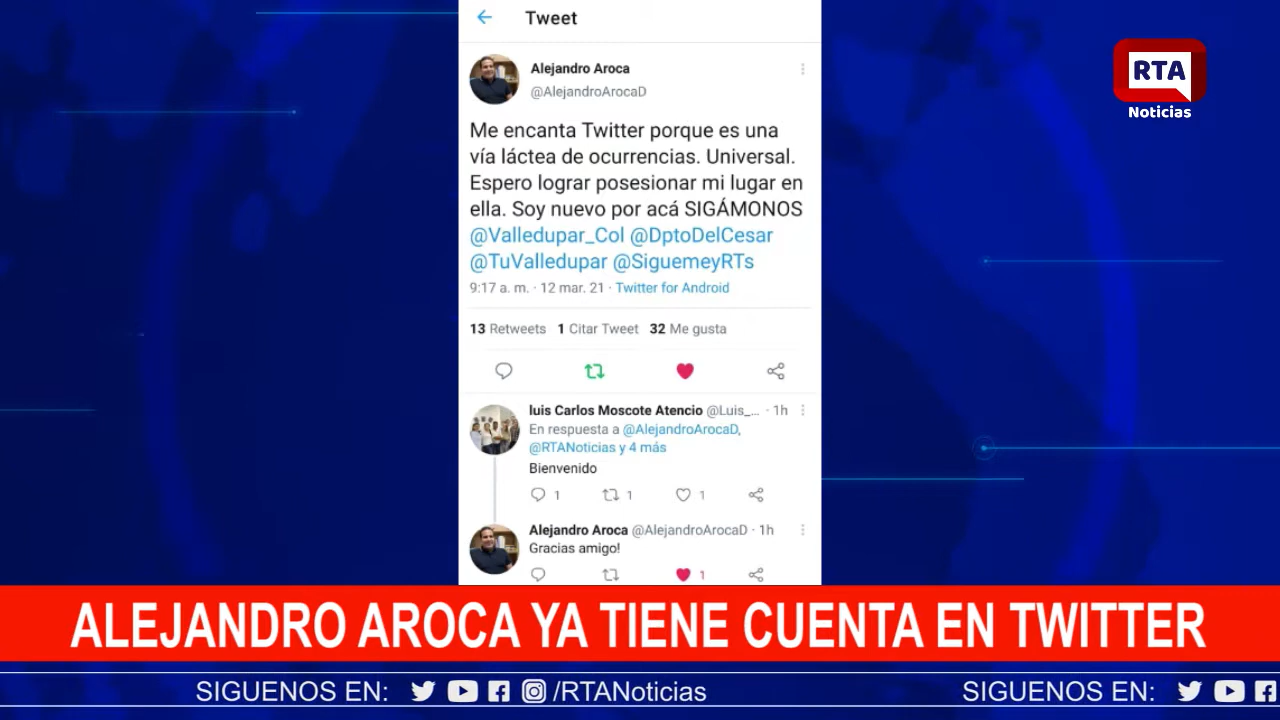 Tweet
Alejandro Aroca
@AlejandroArocaD
Me encanta Twitter porque es una
vía láctea de ocurrencias. Universal.
Espero lograr posesionar mi lugar en
ella. Soy nuevo por acá SIGÁMONOS
@Valledupar_Col @DptoDelCesar
@TuValledupar @SiguemeyRTs
9:17 a. m. · 12 mar. 21 · Twitter for Android
13 Retweets 1 Citar Tweet 32 Me gusta
luis Carlos Moscote Atencio @Luis_... · 1h
En respuesta a @AlejandroArocaD,
@RTANoticias y 4 más
Bienvenido
1 1 1
Alejandro Aroca @AlejandroArocaD · 1h
Gracias amigo!
1
RTA
Noticias
ALEJANDRO AROCA YA TIENE CUENTA EN TWITTER
SIGUENOS EN: /RTANoticias SIGUENOS EN: